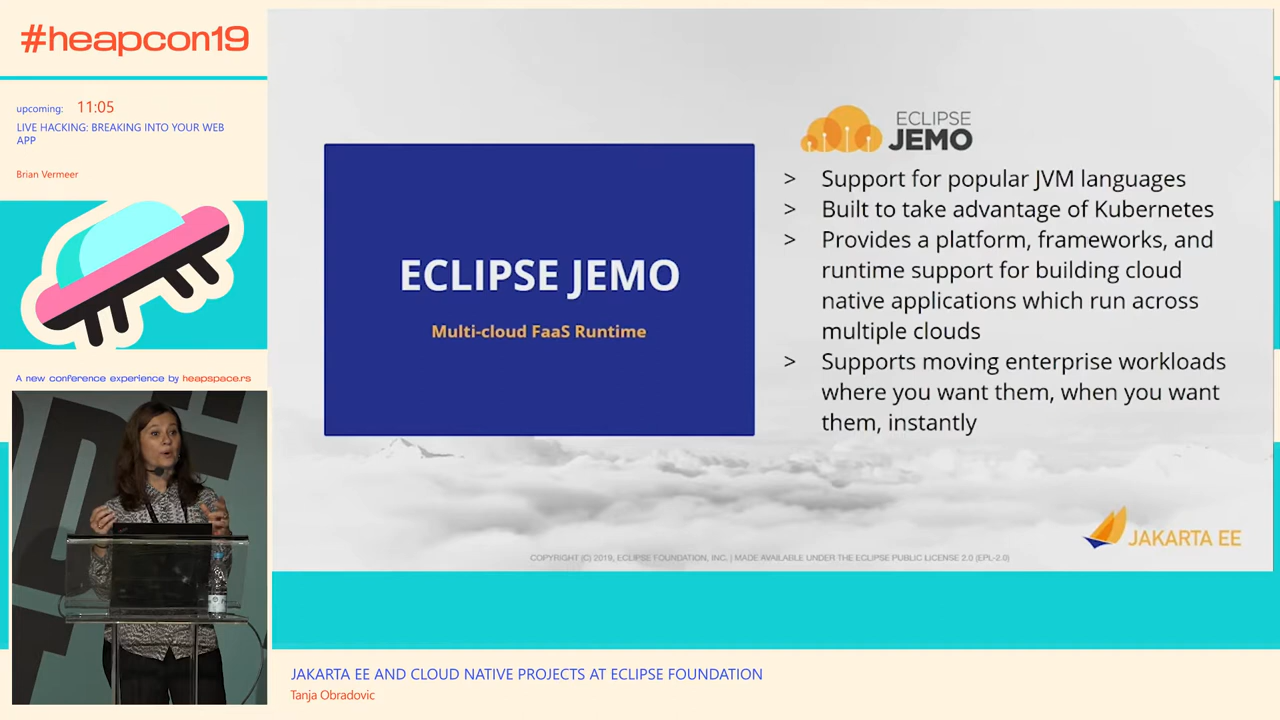 #heapcon19
upcoming: 11:05
LIVE HACKING: BREAKING INTO YOUR WEB
APP
Brian Vermeer
A new conference experience by heapspace.rs
ECLIPSE JEMO
Multi-cloud FaaS Runtime
ECLIPSE
JEMO
> Support for popular JVM languages
> Built to take advantage of Kubernetes
> Provides a platform, frameworks, and
runtime support for building cloud
native applications which run across
multiple clouds
> Supports moving enterprise workloads
where you want them, when you want
them, instantly
JAKARTA EE
COPYRIGHT (C) 2019, ECLIPSE FOUNDATION, INC. | MADE AVAILABLE UNDER THE ECLIPSE PUBLIC LICENSE 2.0 (EPL-2.0)
JAKARTA EE AND CLOUD NATIVE PROJECTS AT ECLIPSE FOUNDATION
Tanja Obradovic